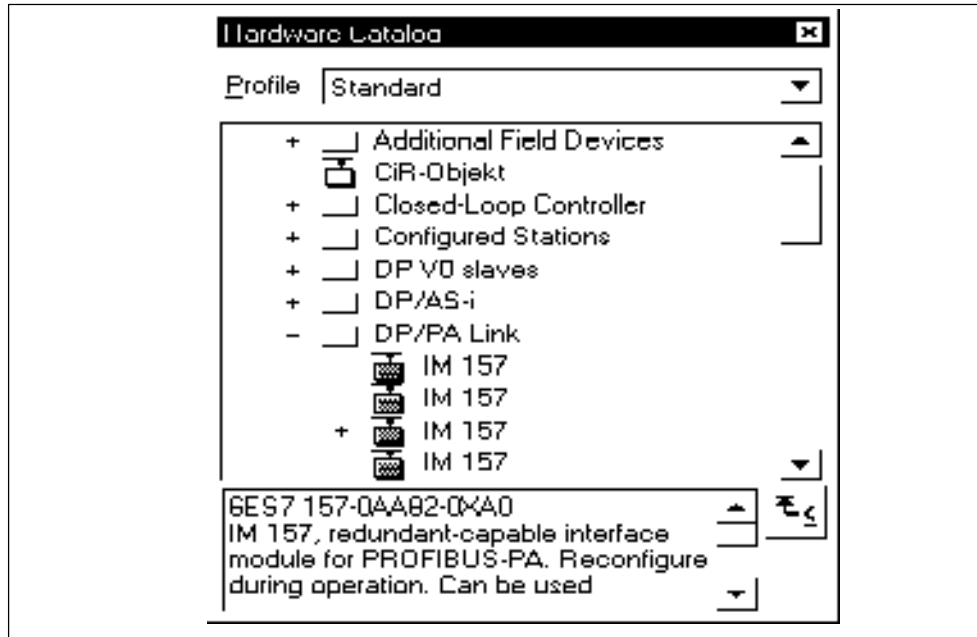 Hardware Catalog
Profile Standard
+ Additional Field Devices
CiR-Objekt
+ Closed-Loop Controller
+ Configured Stations
+ DP V0 slaves
+ DP/AS-i
− DP/PA Link
IM 157
IM 157
+ IM 157
IM 157
6ES7 157-0AA82-0XA0
IM 157, redundant-capable interface
module for PROFIBUS-PA. Reconfigure
during operation. Can be used